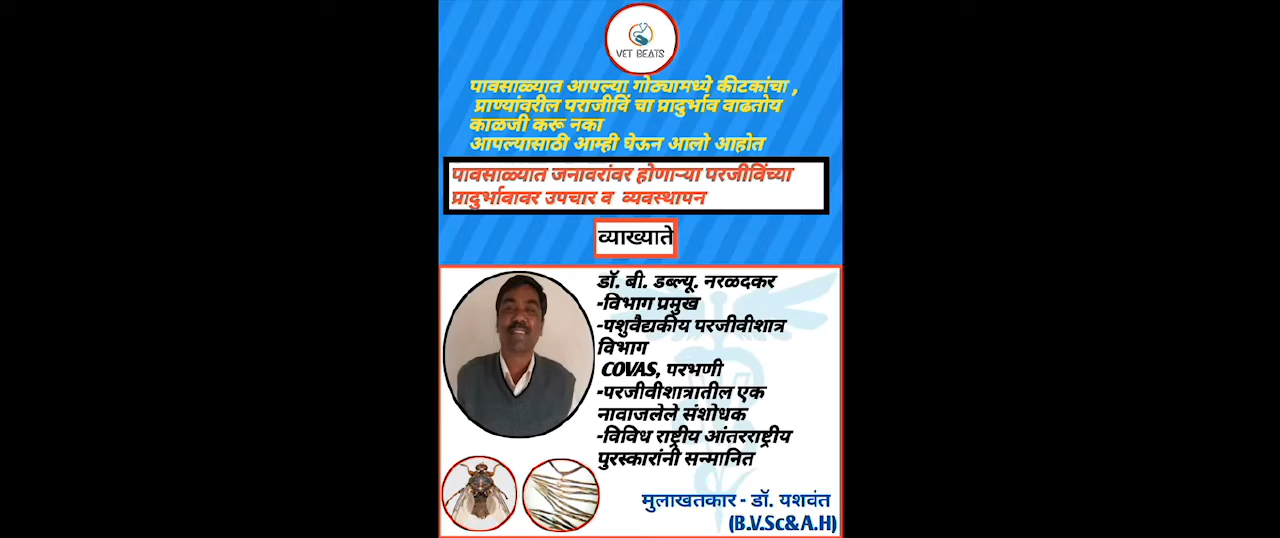 VET BEATS
पावसाळ्यात आपल्या गोठ्यामध्ये कीटकांचा ,
प्राण्यांवरील पराजीविं चा प्रादुर्भाव वाढतोय
काळजी करू नका
आपल्यासाठी आम्ही घेऊन आलो आहोत
पावसाळ्यात जनावरांवर होणाऱ्या परजीविंच्या
प्रादुर्भावावर उपचार व व्यवस्थापन
व्याख्याते
डॉ. बी. डब्ल्यू. नरळदकर
-विभाग प्रमुख
-पशुवैद्यकीय परजीवीशात्र
विभाग
COVAS, परभणी
-परजीवीशात्रातील एक
नावाजलेले संशोधक
-विविध राष्ट्रीय आंतरराष्ट्रीय
पुरस्कारांनी सन्मानित
मुलाखतकार - डॉ. यशवंत
(B.V.Sc&A.H)